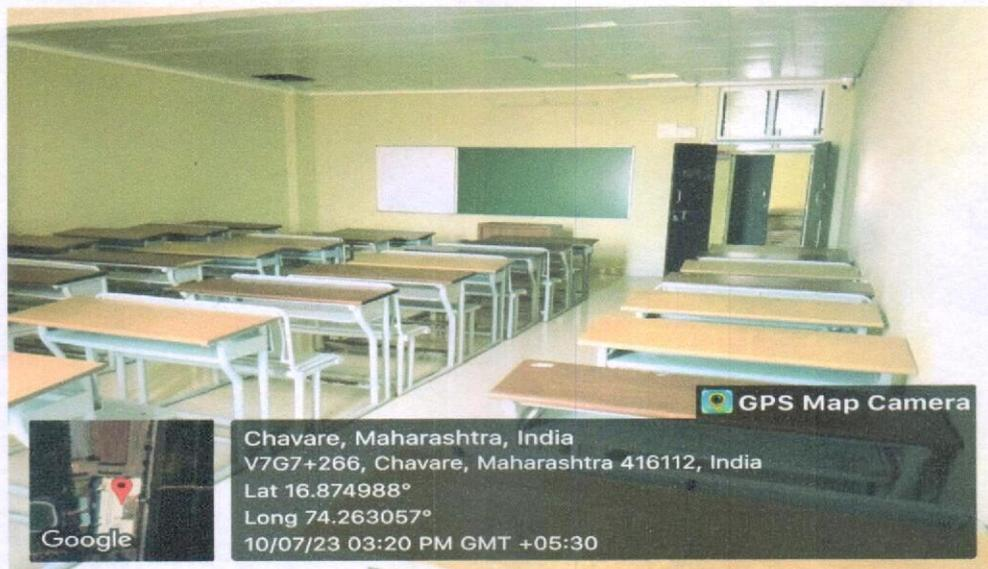 GPS Map Camera
Chavare, Maharashtra, India
V7G7+266, Chavare, Maharashtra 416112, India
Lat 16.874988°
Long 74.263057°
10/07/23 03:20 PM GMT +05:30
Google